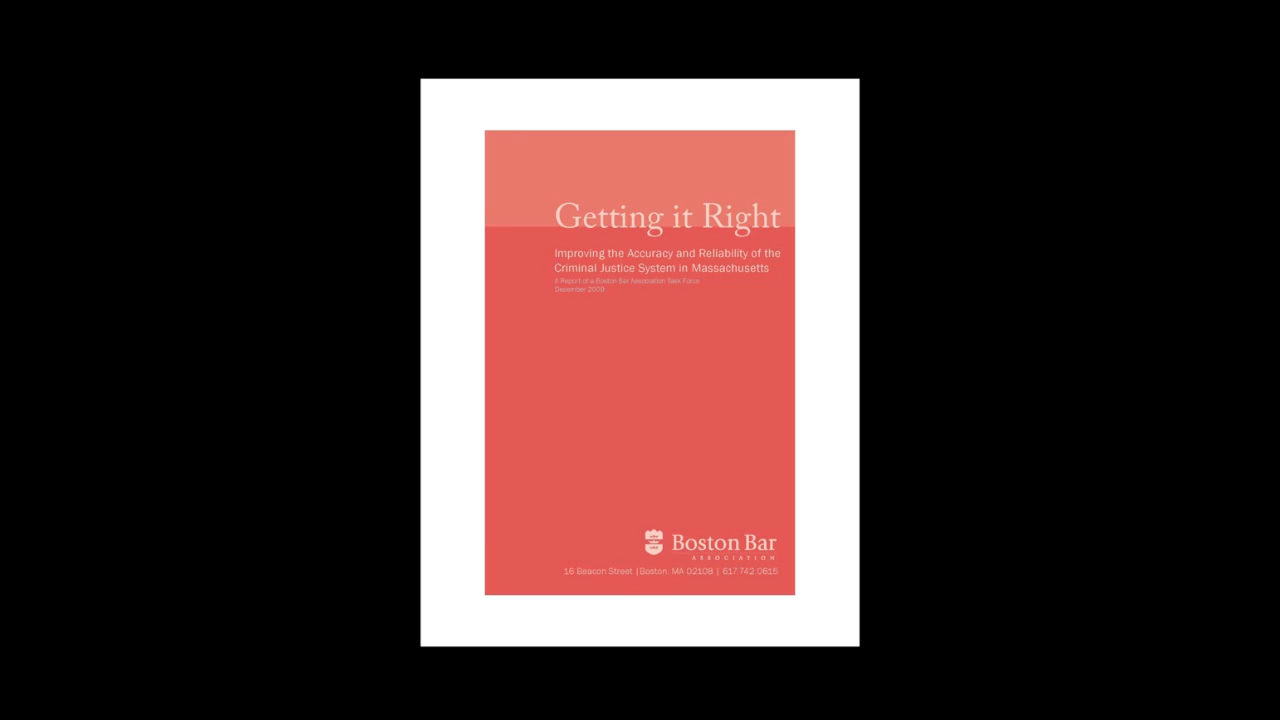 Getting it Right
Improving the Accuracy and Reliability of the
Criminal Justice System in Massachusetts
A Report of a Boston Bar Association Task Force
December 2009
Boston Bar
ASSOCIATION
16 Beacon Street | Boston, MA 02108 | 617.742.0615